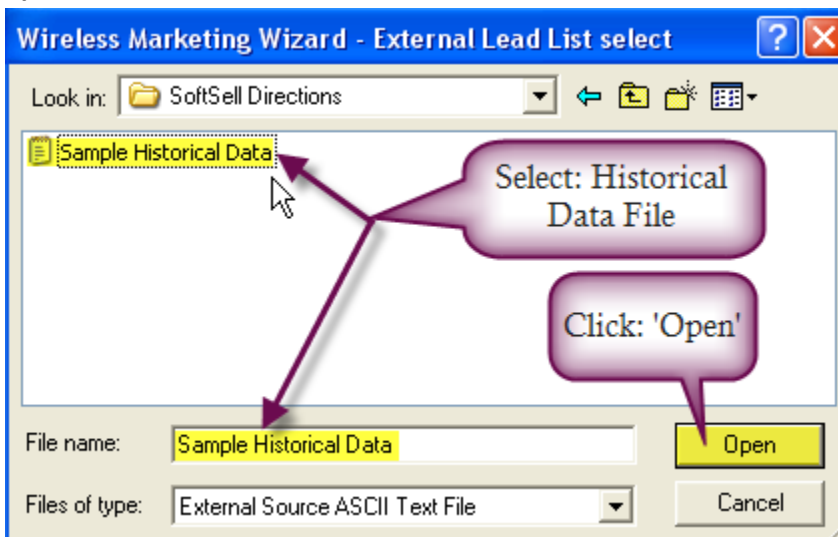 Wireless Marketing Wizard - External Lead List select
Look in: SoftSell Directions
Sample Historical Data
Select: Historical
Data File
Click: 'Open'
File name: Sample Historical Data Open
Files of type: External Source ASCII Text File Cancel